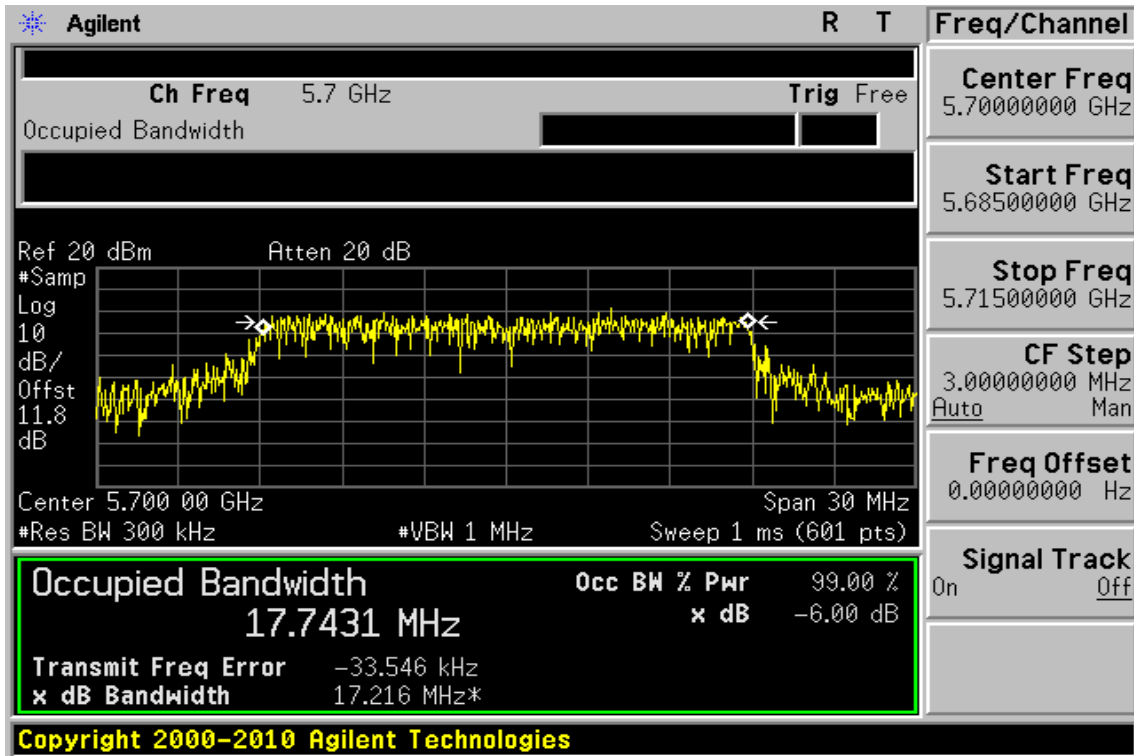 Agilent R T Freq/Channel
Ch Freq 5.7 GHz Trig Free
Occupied Bandwidth
Center Freq
5.70000000 GHz
Start Freq
5.68500000 GHz
Stop Freq
5.71500000 GHz
CF Step
3.00000000 MHz
Auto Man
Freq Offset
0.00000000 Hz
Signal Track
On Off
Ref 20 dBm Atten 20 dB
#Samp
Log
10
dB/
Offst
11.8
dB
Center 5.700 00 GHz Span 30 MHz
#Res BW 300 kHz #VBW 1 MHz Sweep 1 ms (601 pts)
Occupied Bandwidth Occ BW % Pwr 99.00 %
17.7431 MHz x dB -6.00 dB
Transmit Freq Error -33.546 kHz
x dB Bandwidth 17.216 MHz*
Copyright 2000-2010 Agilent Technologies